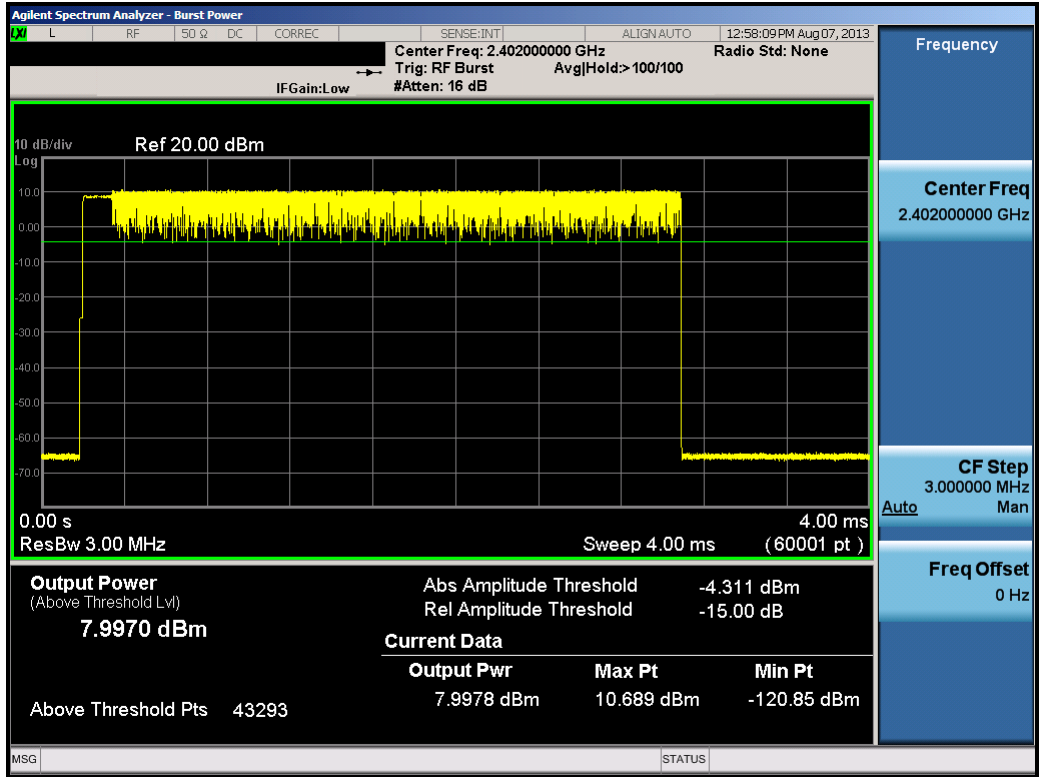 Agilent Spectrum Analyzer - Burst Power
LXI L RF 50 Ω DC CORREC SENSE:INT ALIGN AUTO 12:58:09 PM Aug 07, 2013
Center Freq: 2.402000000 GHz Radio Std: None
Trig: RF Burst Avg|Hold:>100/100
IFGain:Low #Atten: 16 dB
Frequency
10 dB/div Ref 20.00 dBm
Log
10.0
0.00
-10.0
-20.0
-30.0
-40.0
-50.0
-60.0
-70.0
0.00 s 4.00 ms
ResBw 3.00 MHz Sweep 4.00 ms (60001 pt)
Center Freq
2.402000000 GHz
CF Step
3.000000 MHz
Auto Man
Freq Offset
0 Hz
Output Power
(Above Threshold Lvl)
7.9970 dBm
Above Threshold Pts 43293
Abs Amplitude Threshold -4.311 dBm
Rel Amplitude Threshold -15.00 dB
Current Data
Output Pwr Max Pt Min Pt
7.9978 dBm 10.689 dBm -120.85 dBm
MSG STATUS